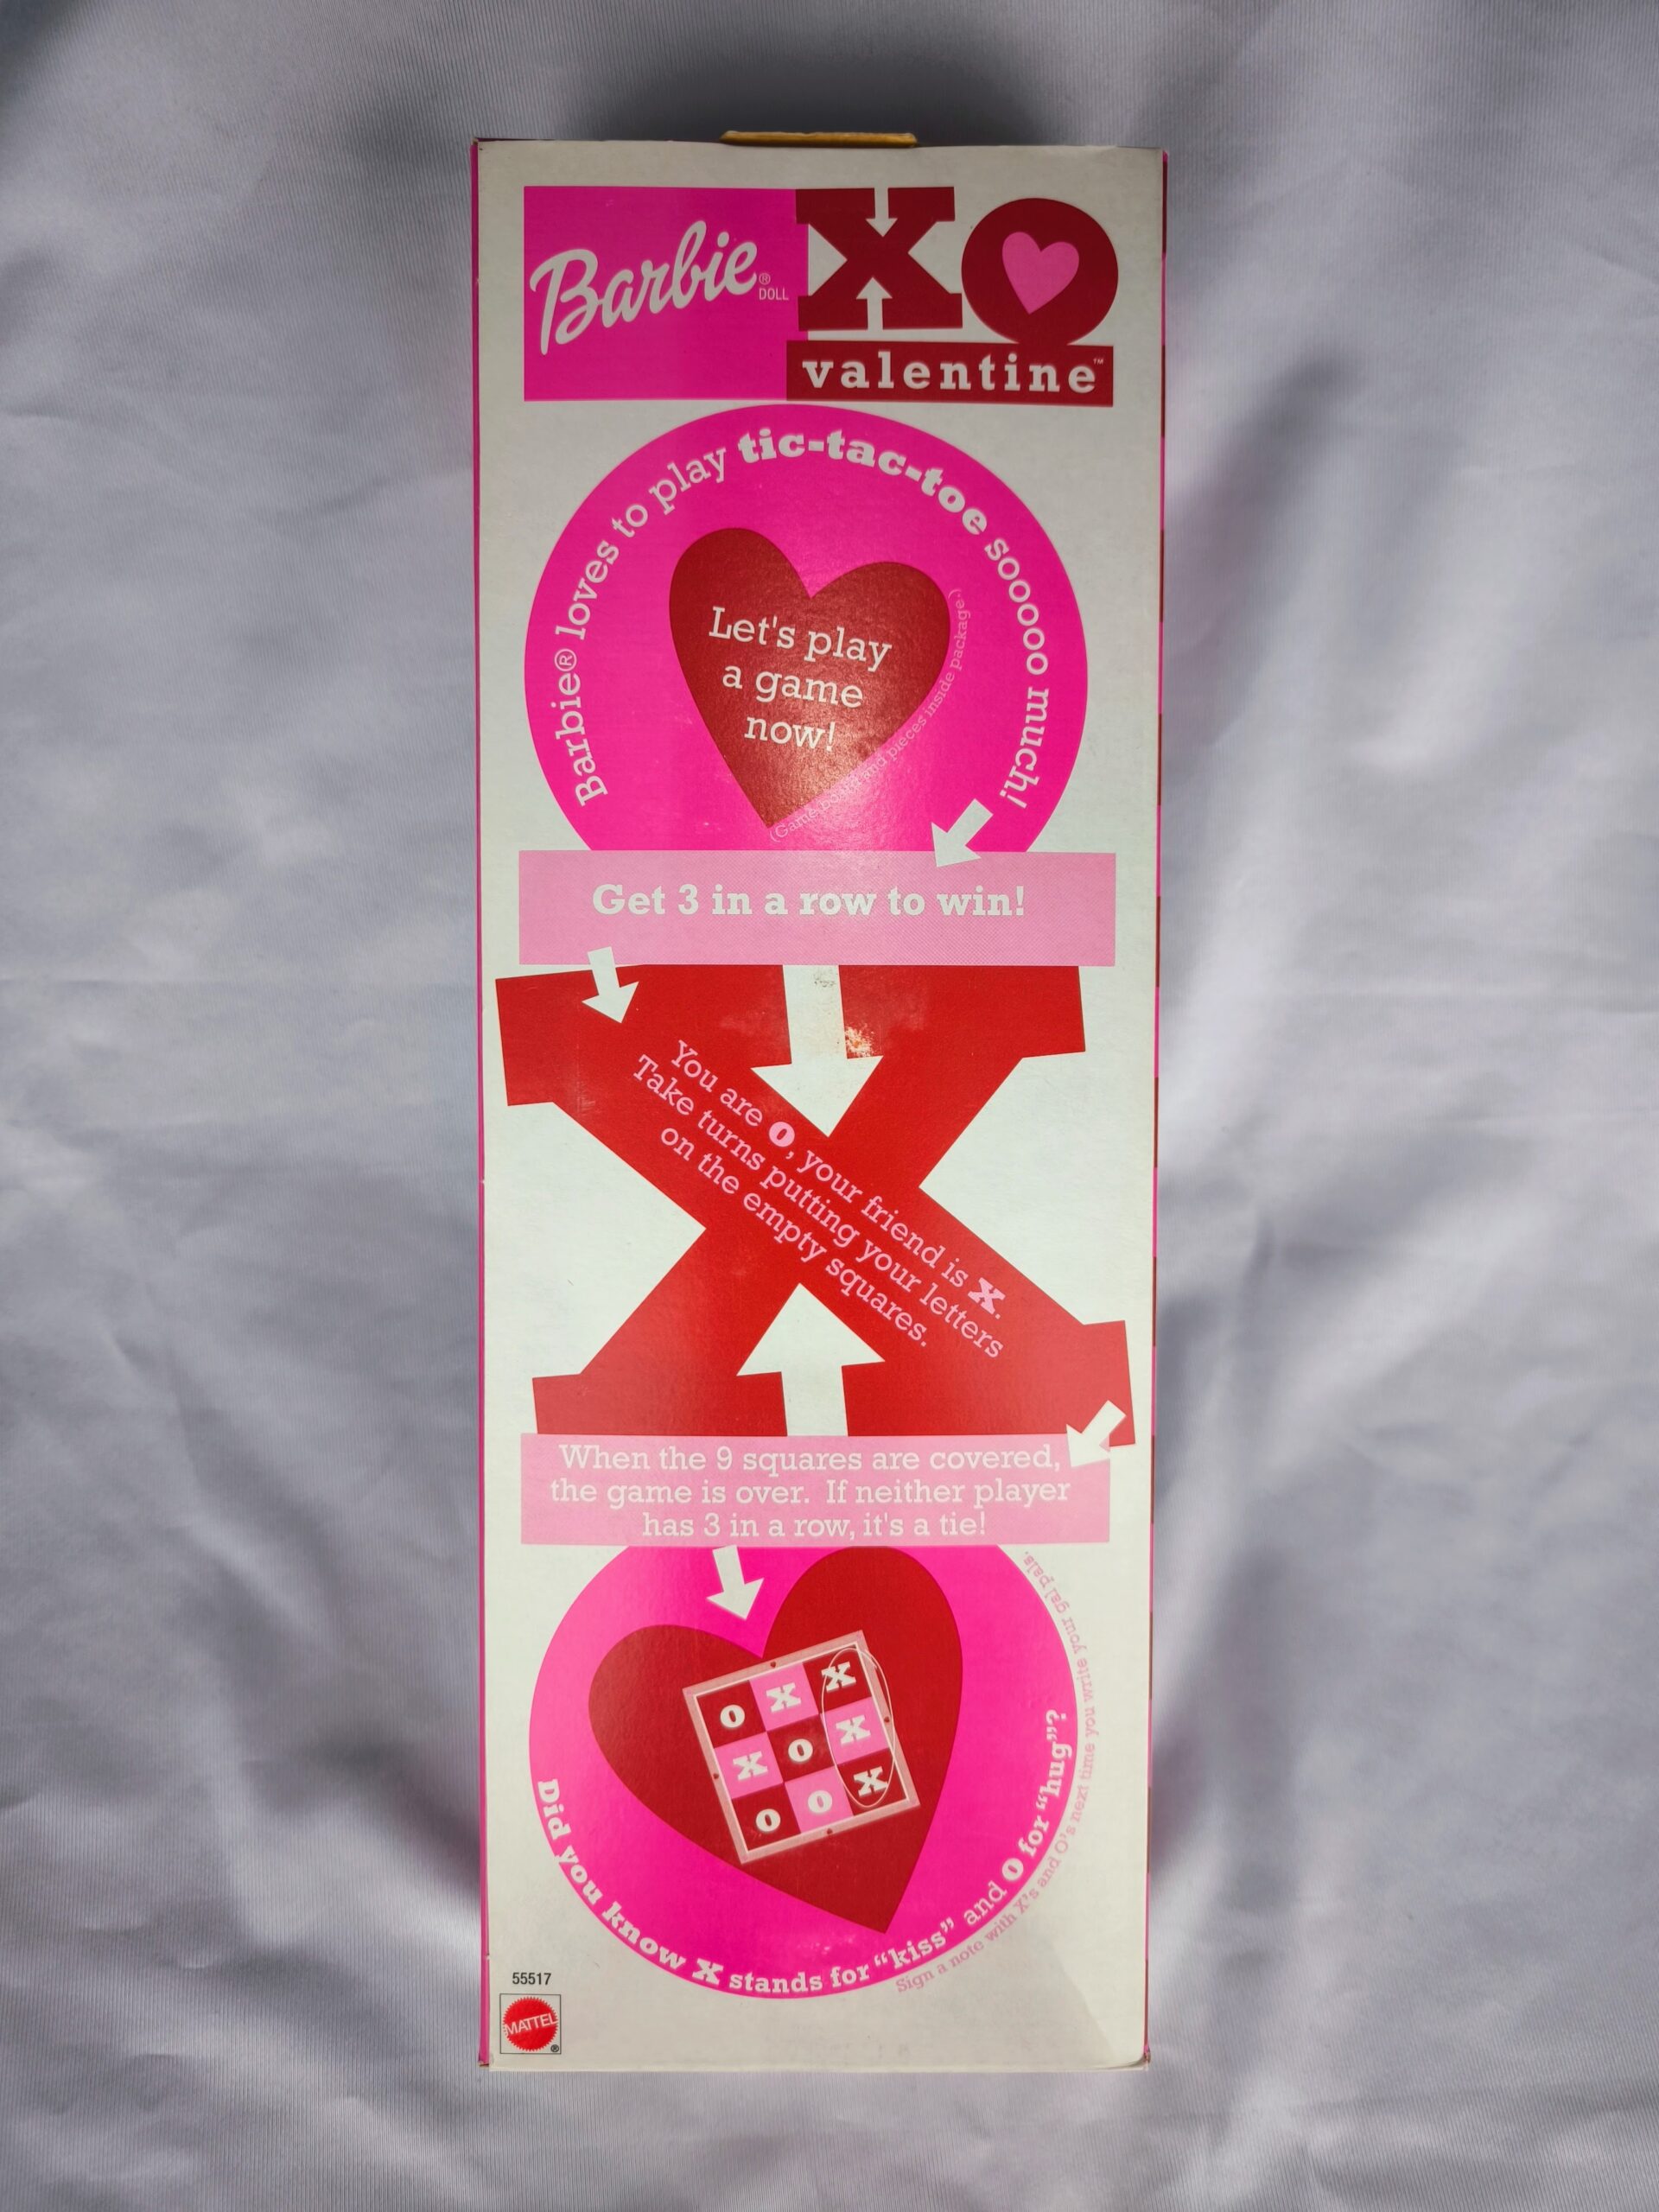 Barbie®
DOLL
XO
valentine™
Barbie® loves to play tic-tac-toe sooooo much!
Let's play
a game
now!
(Game board and pieces inside package.)
Get 3 in a row to win!
You are O, your friend is X.
Take turns putting your letters
on the empty squares.
When the 9 squares are covered,
the game is over. If neither player
has 3 in a row, it's a tie!
O X X
X O X
O O X
Did you know X stands for “kiss” and O for “hug”?
Sign a note with X's and O's next time you write your gal pals.
55517
MATTEL®